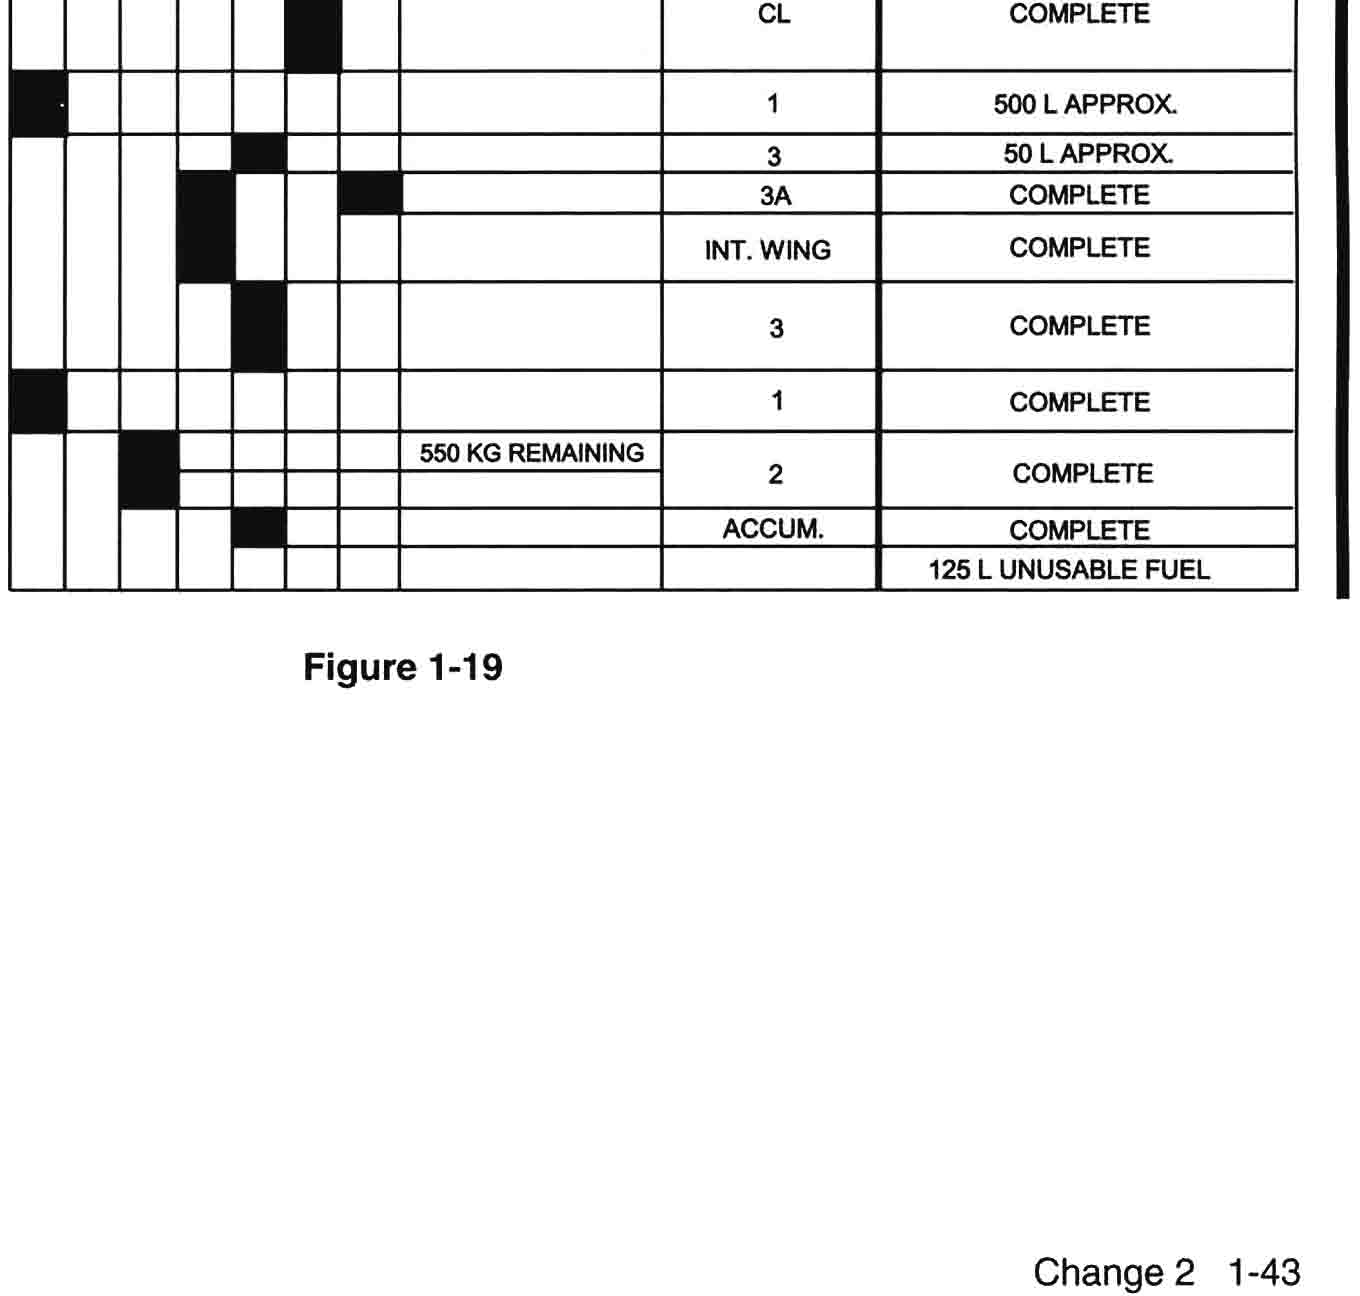 CL COMPLETE
1 500 L APPROX.
3 50 L APPROX.
3A COMPLETE
INT. WING COMPLETE
3 COMPLETE
1 COMPLETE
550 KG REMAINING
2 COMPLETE
ACCUM. COMPLETE
125 L UNUSABLE FUEL
Figure 1-19
Change 2 1-43